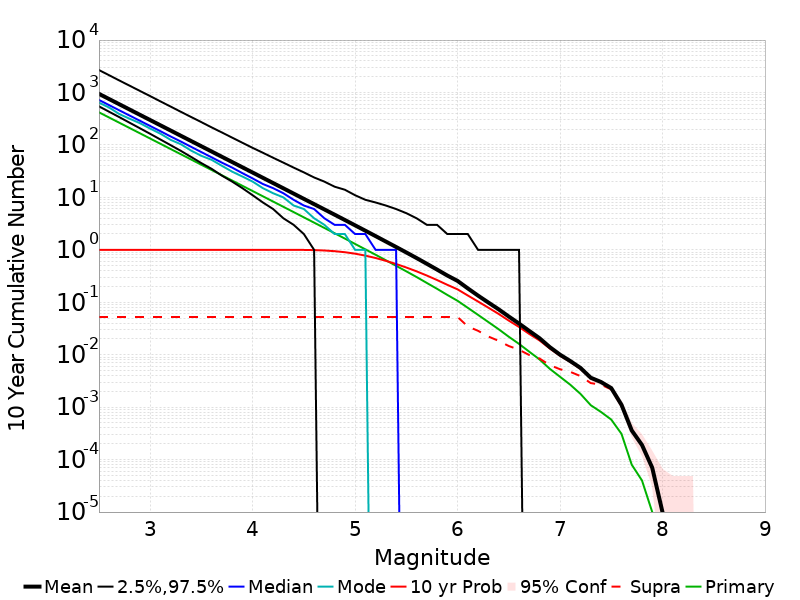 10^4
10^3
10^2
10^1
10^0
10^-1
10^-2
10^-3
10^-4
10^-5
10 Year Cumulative Number
3 4 5 6 7 8 9
Magnitude
Mean 2.5%,97.5% Median Mode 10 yr Prob 95% Conf Supra Primary